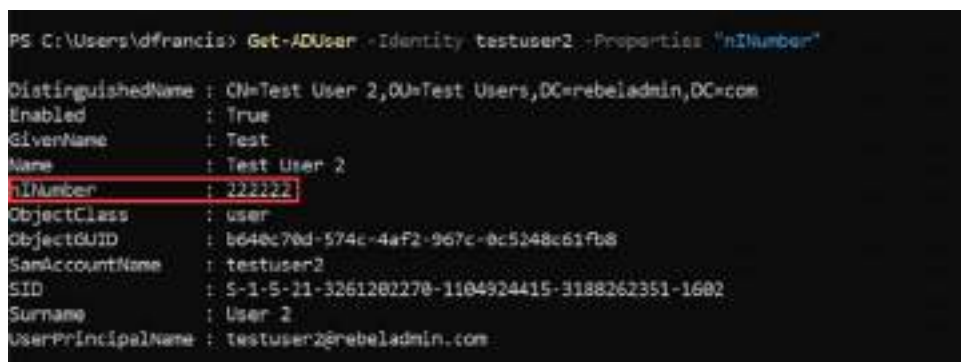 PS C:\Users\dfrancis> Get-ADUser -Identity testuser2 -Properties "nINumber"
DistinguishedName : CN=Test User 2,OU=Test Users,DC=rebeladmin,DC=com
Enabled : True
GivenName : Test
Name : Test User 2
nINumber : 222222
ObjectClass : user
ObjectGUID : b640c70d-574c-4af2-967c-0c5248c61fb8
SamAccountName : testuser2
SID : S-1-5-21-3261202270-1104924415-3188262351-1602
Surname : User 2
UserPrincipalName : testuser2@rebeladmin.com